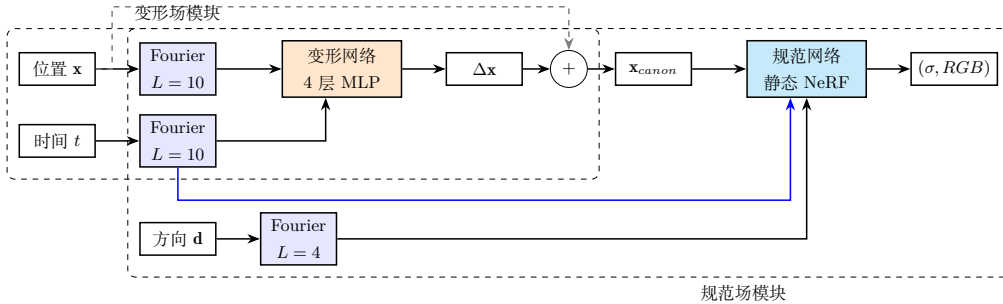 变形场模块
位置 x
Fourier
L = 10
变形网络
4 层 MLP
Δx
+
x_{canon}
规范网络
静态 NeRF
(σ, RGB)
时间 t
Fourier
L = 10
方向 d
Fourier
L = 4
规范场模块